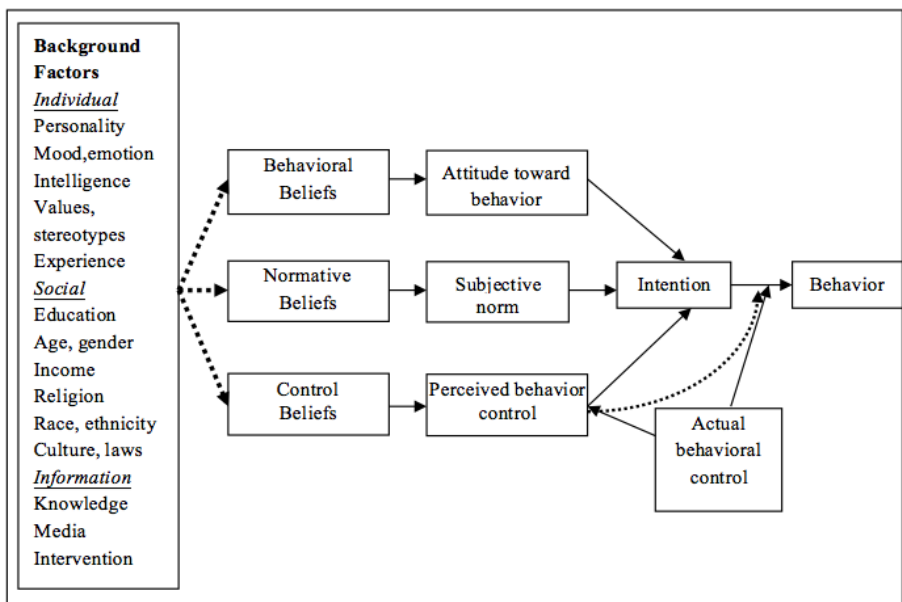 Background
Factors
Individual
Personality
Mood,emotion
Intelligence
Values,
stereotypes
Experience
Social
Education
Age, gender
Income
Religion
Race, ethnicity
Culture, laws
Information
Knowledge
Media
Intervention
Behavioral
Beliefs
Attitude toward
behavior
Normative
Beliefs
Subjective
norm
Intention
Behavior
Control
Beliefs
Perceived behavior
control
Actual
behavioral
control